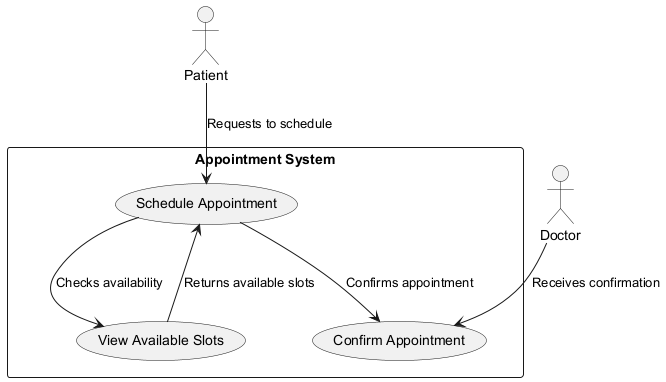 Patient
Requests to schedule
Appointment System
Schedule Appointment
Doctor
Checks availability
Returns available slots
Confirms appointment
Receives confirmation
View Available Slots
Confirm Appointment